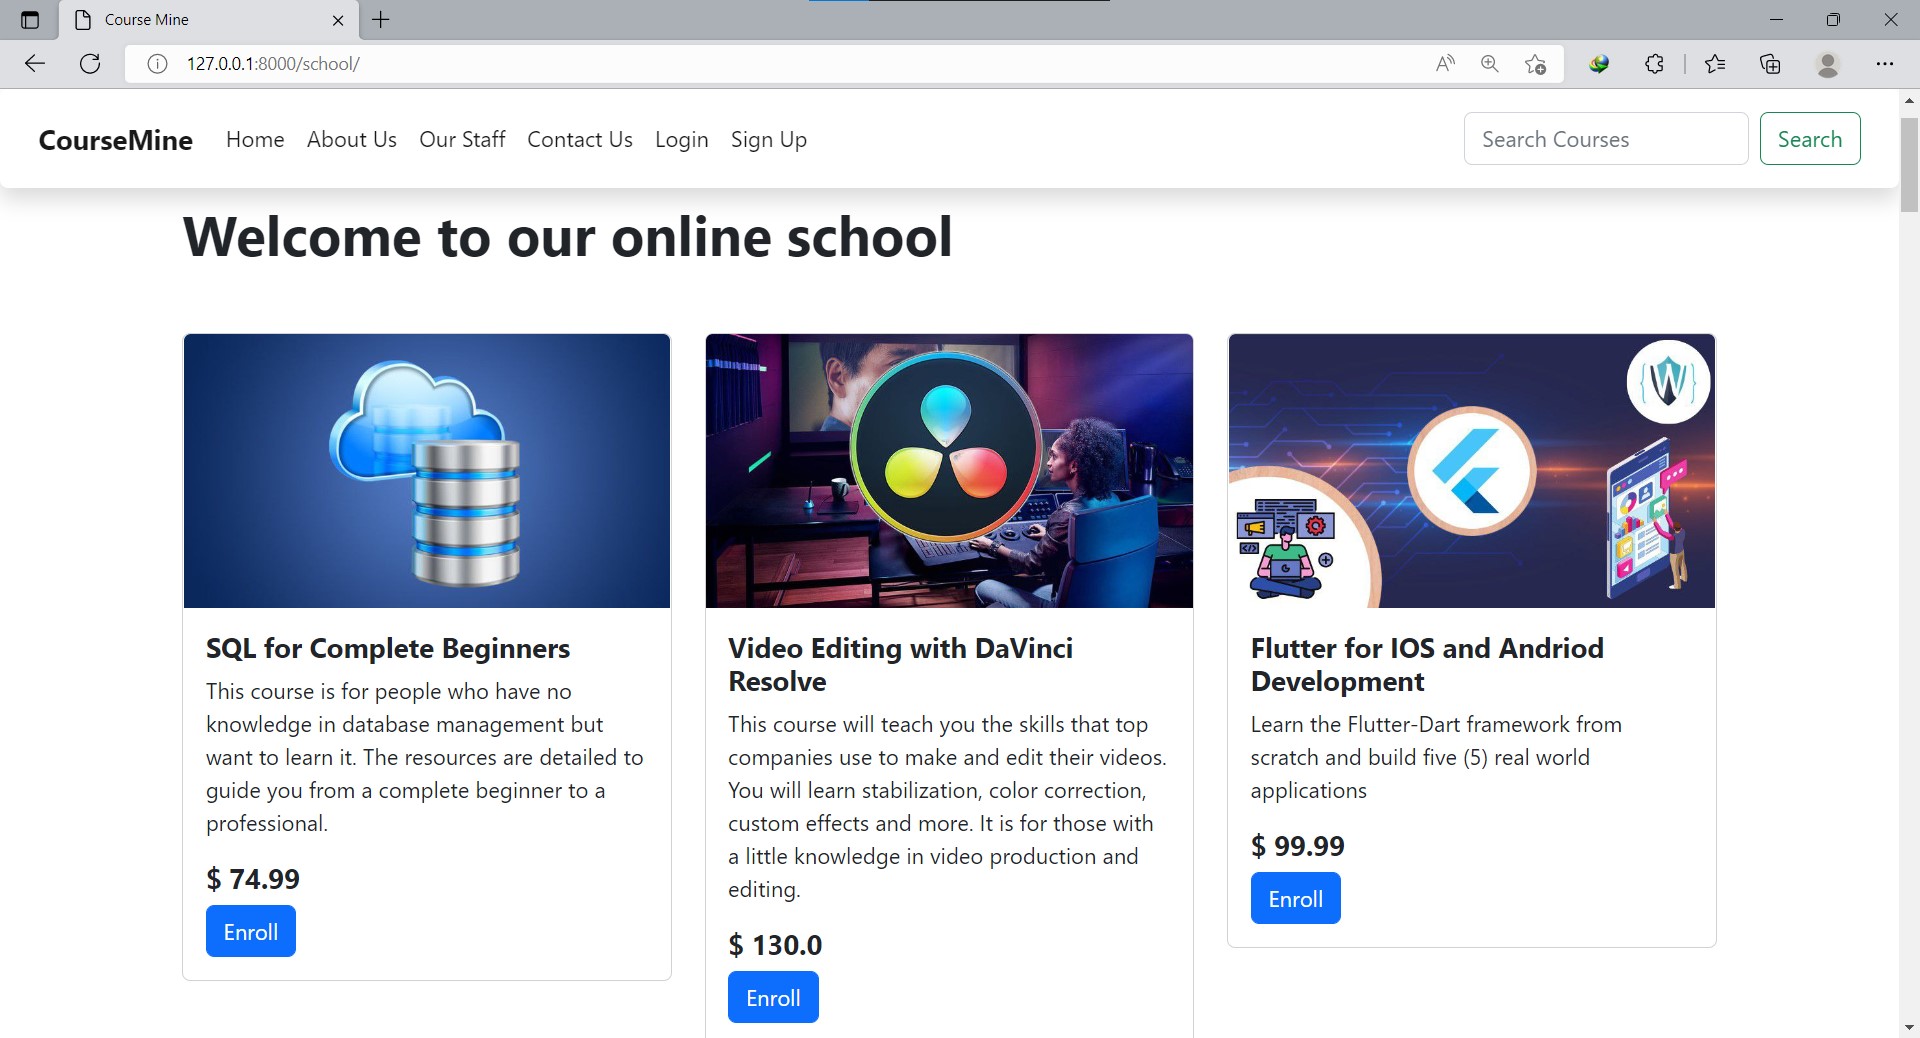 Course Mine
127.0.0.1:8000/school/
CourseMine Home About Us Our Staff Contact Us Login Sign Up Search Courses Search
Welcome to our online school
W
SQL for Complete Beginners
This course is for people who have no
knowledge in database management but
want to learn it. The resources are detailed to
guide you from a complete beginner to a
professional.
$ 74.99
Enroll
Video Editing with DaVinci
Resolve
This course will teach you the skills that top
companies use to make and edit their videos.
You will learn stabilization, color correction,
custom effects and more. It is for those with
a little knowledge in video production and
editing.
$ 130.0
Enroll
Flutter for IOS and Andriod
Development
Learn the Flutter-Dart framework from
scratch and build five (5) real world
applications
$ 99.99
Enroll